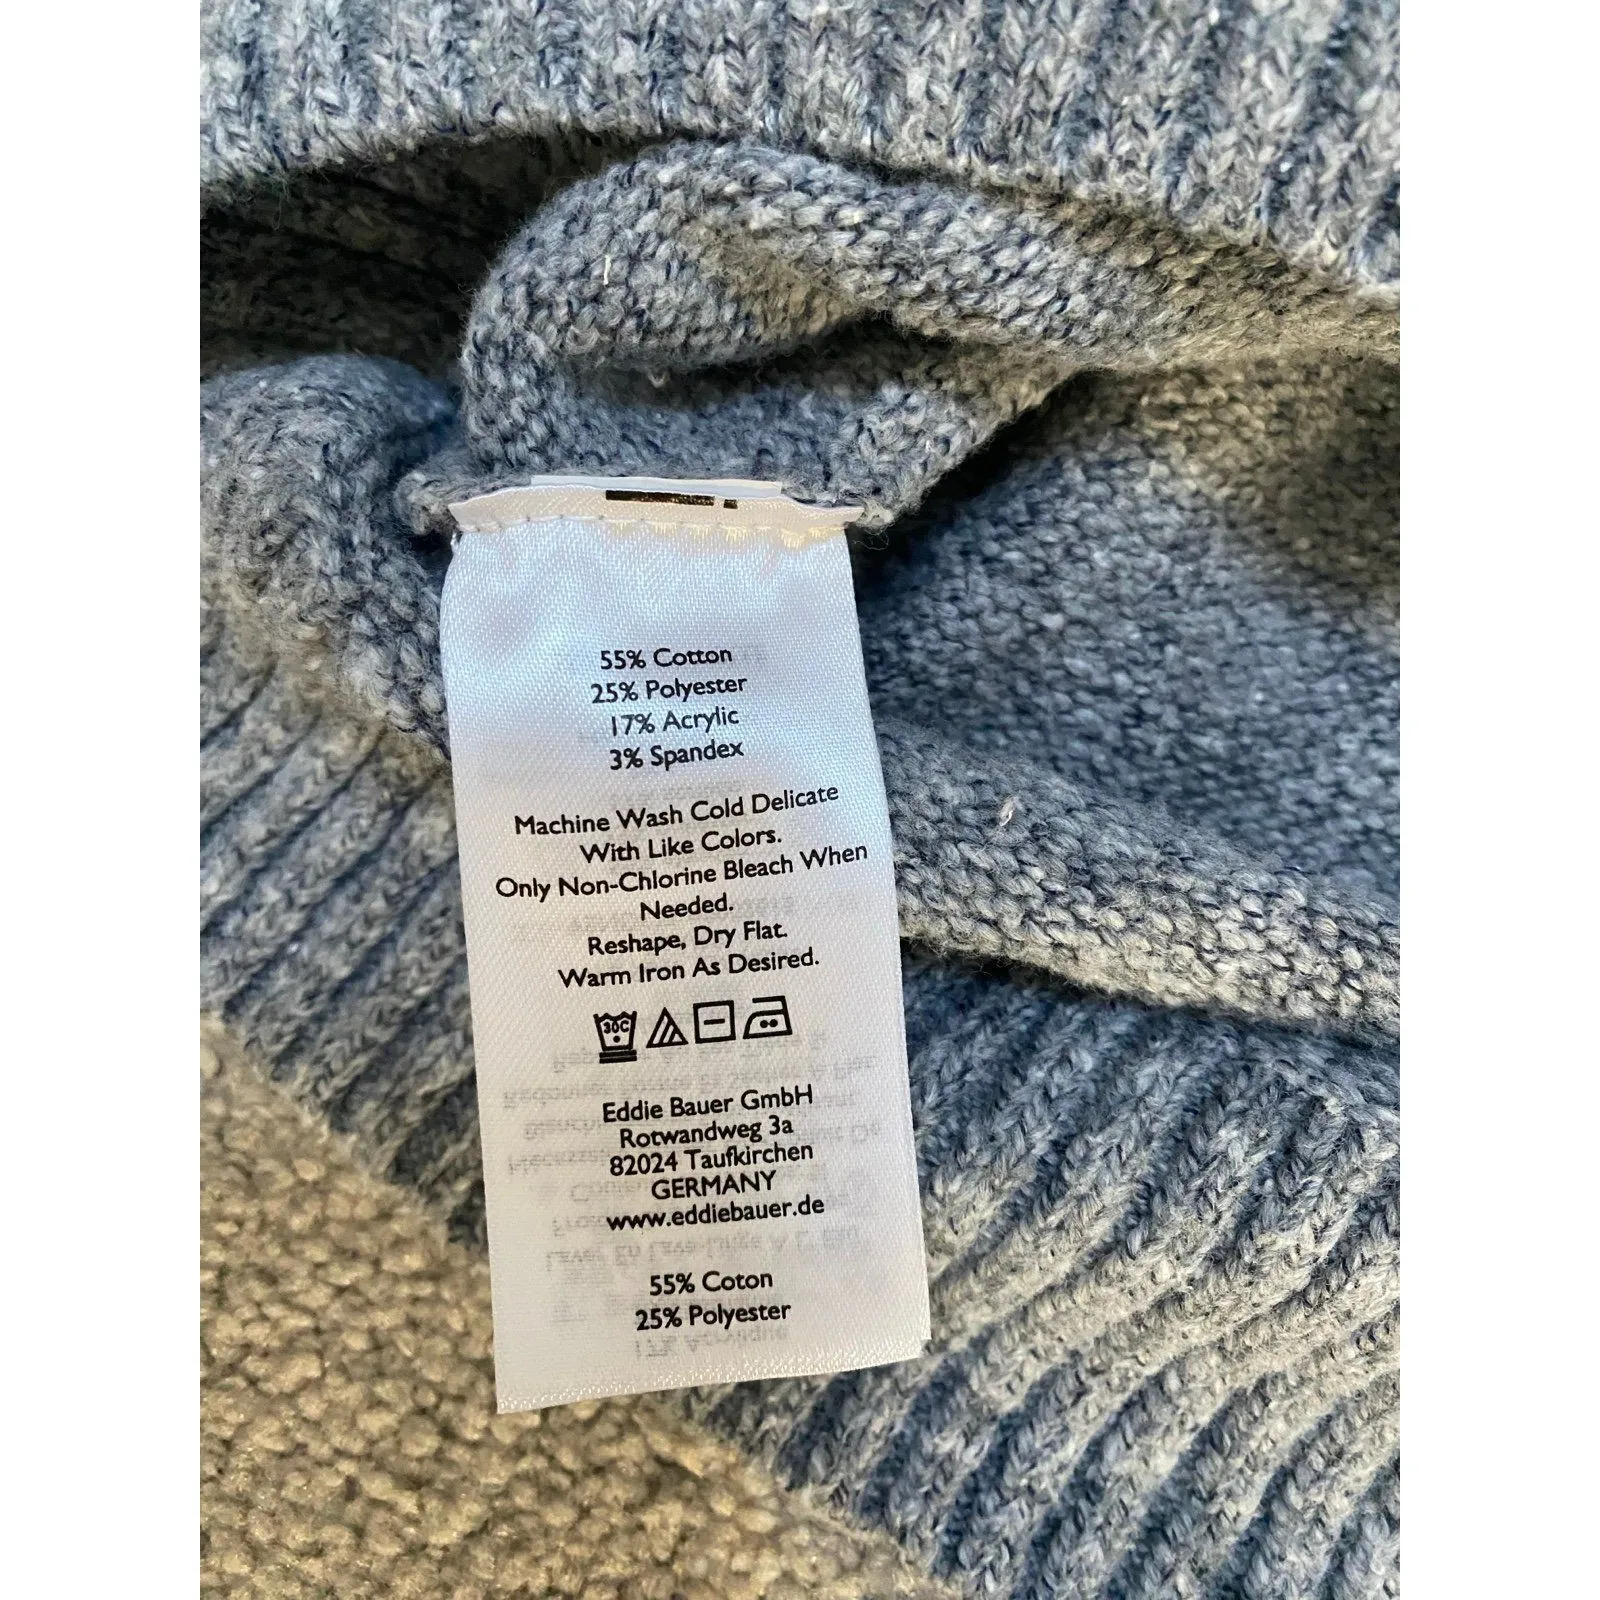 55% Cotton
25% Polyester
17% Acrylic
3% Spandex
Machine Wash Cold Delicate
With Like Colors.
Only Non-Chlorine Bleach When
Needed.
Reshape, Dry Flat.
Warm Iron As Desired.
30C
Eddie Bauer GmbH
Rotwandweg 3a
82024 Taufkirchen
GERMANY
www.eddiebauer.de
55% Coton
25% Polyester